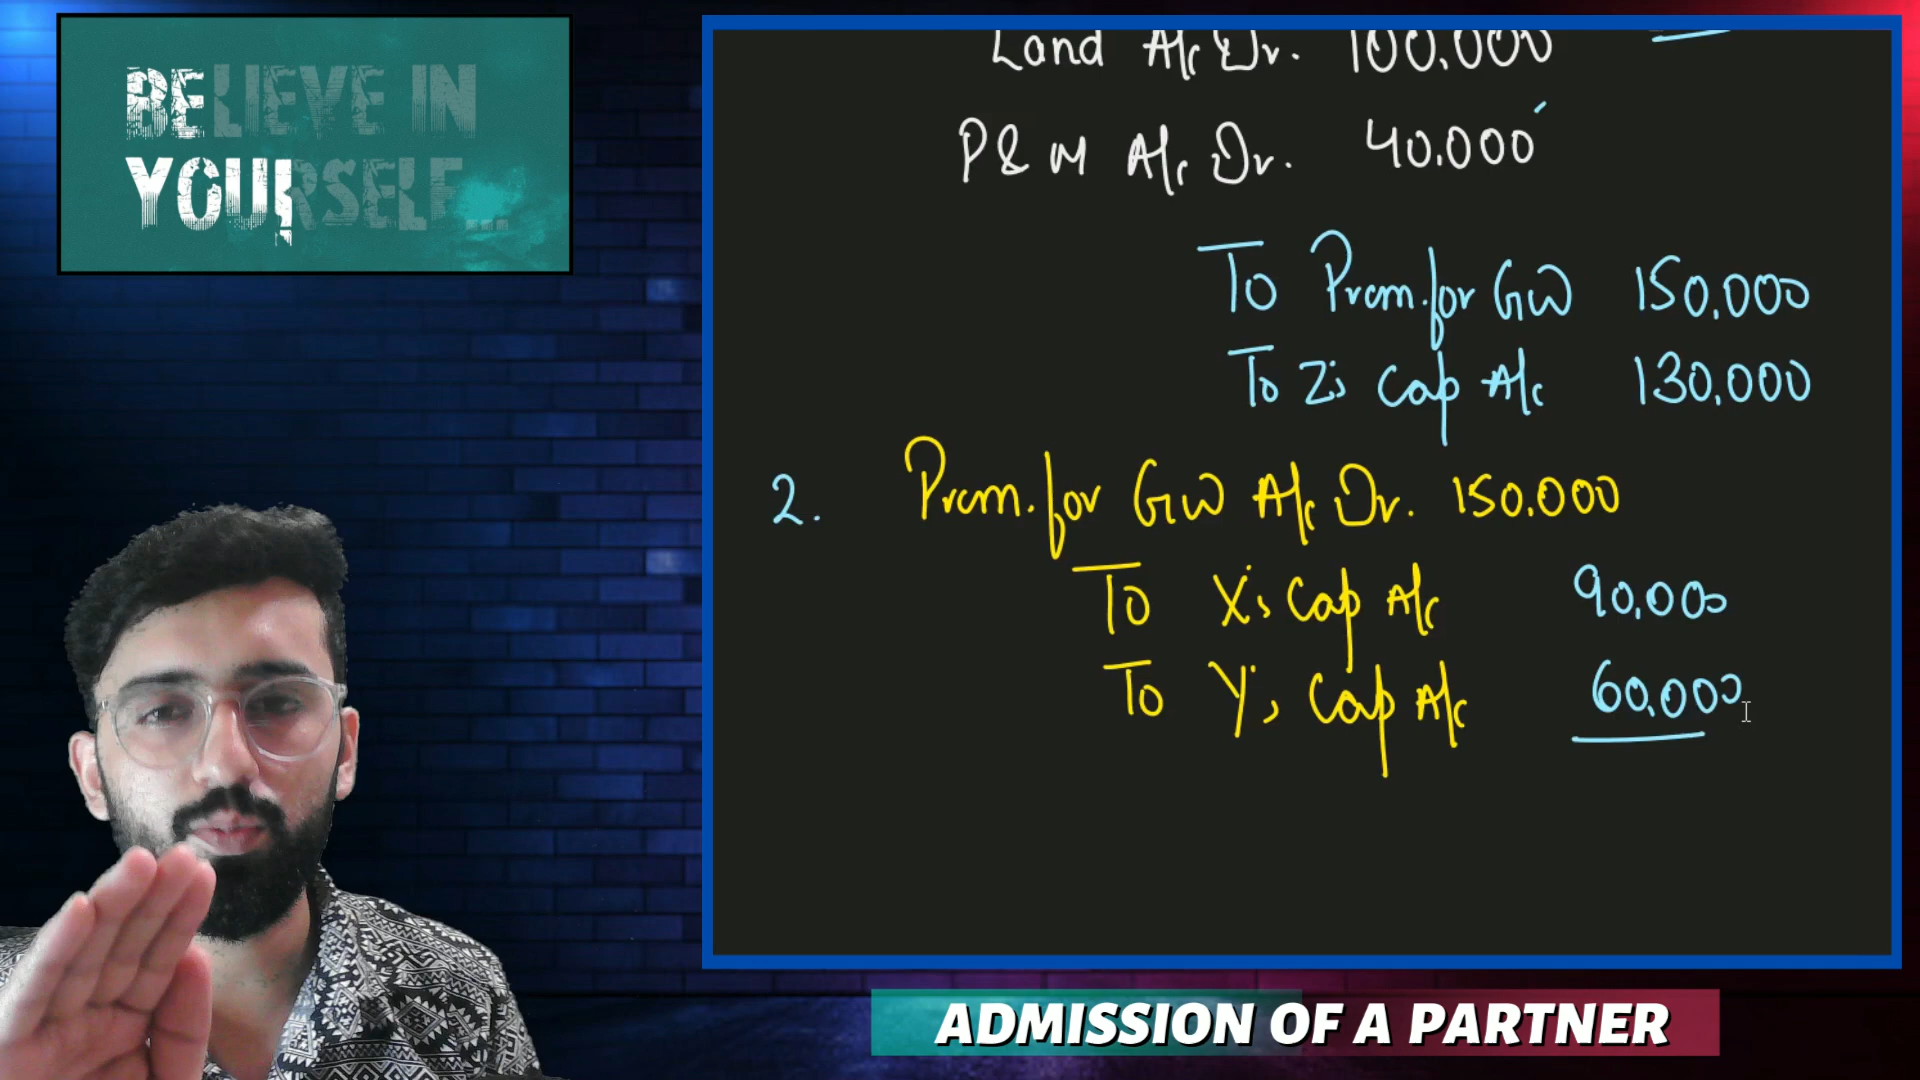 BELIEVE IN
YOURSELF...
Land A/c Dr. 100.000
P & M A/c Dr. 40.000
To Prem. for GW 150.000
To Z's Cap A/c 130.000
2. Prem. for GW A/c Dr. 150.000
To X's Cap A/c 90.000
To Y's Cap A/c 60.000
ADMISSION OF A PARTNER